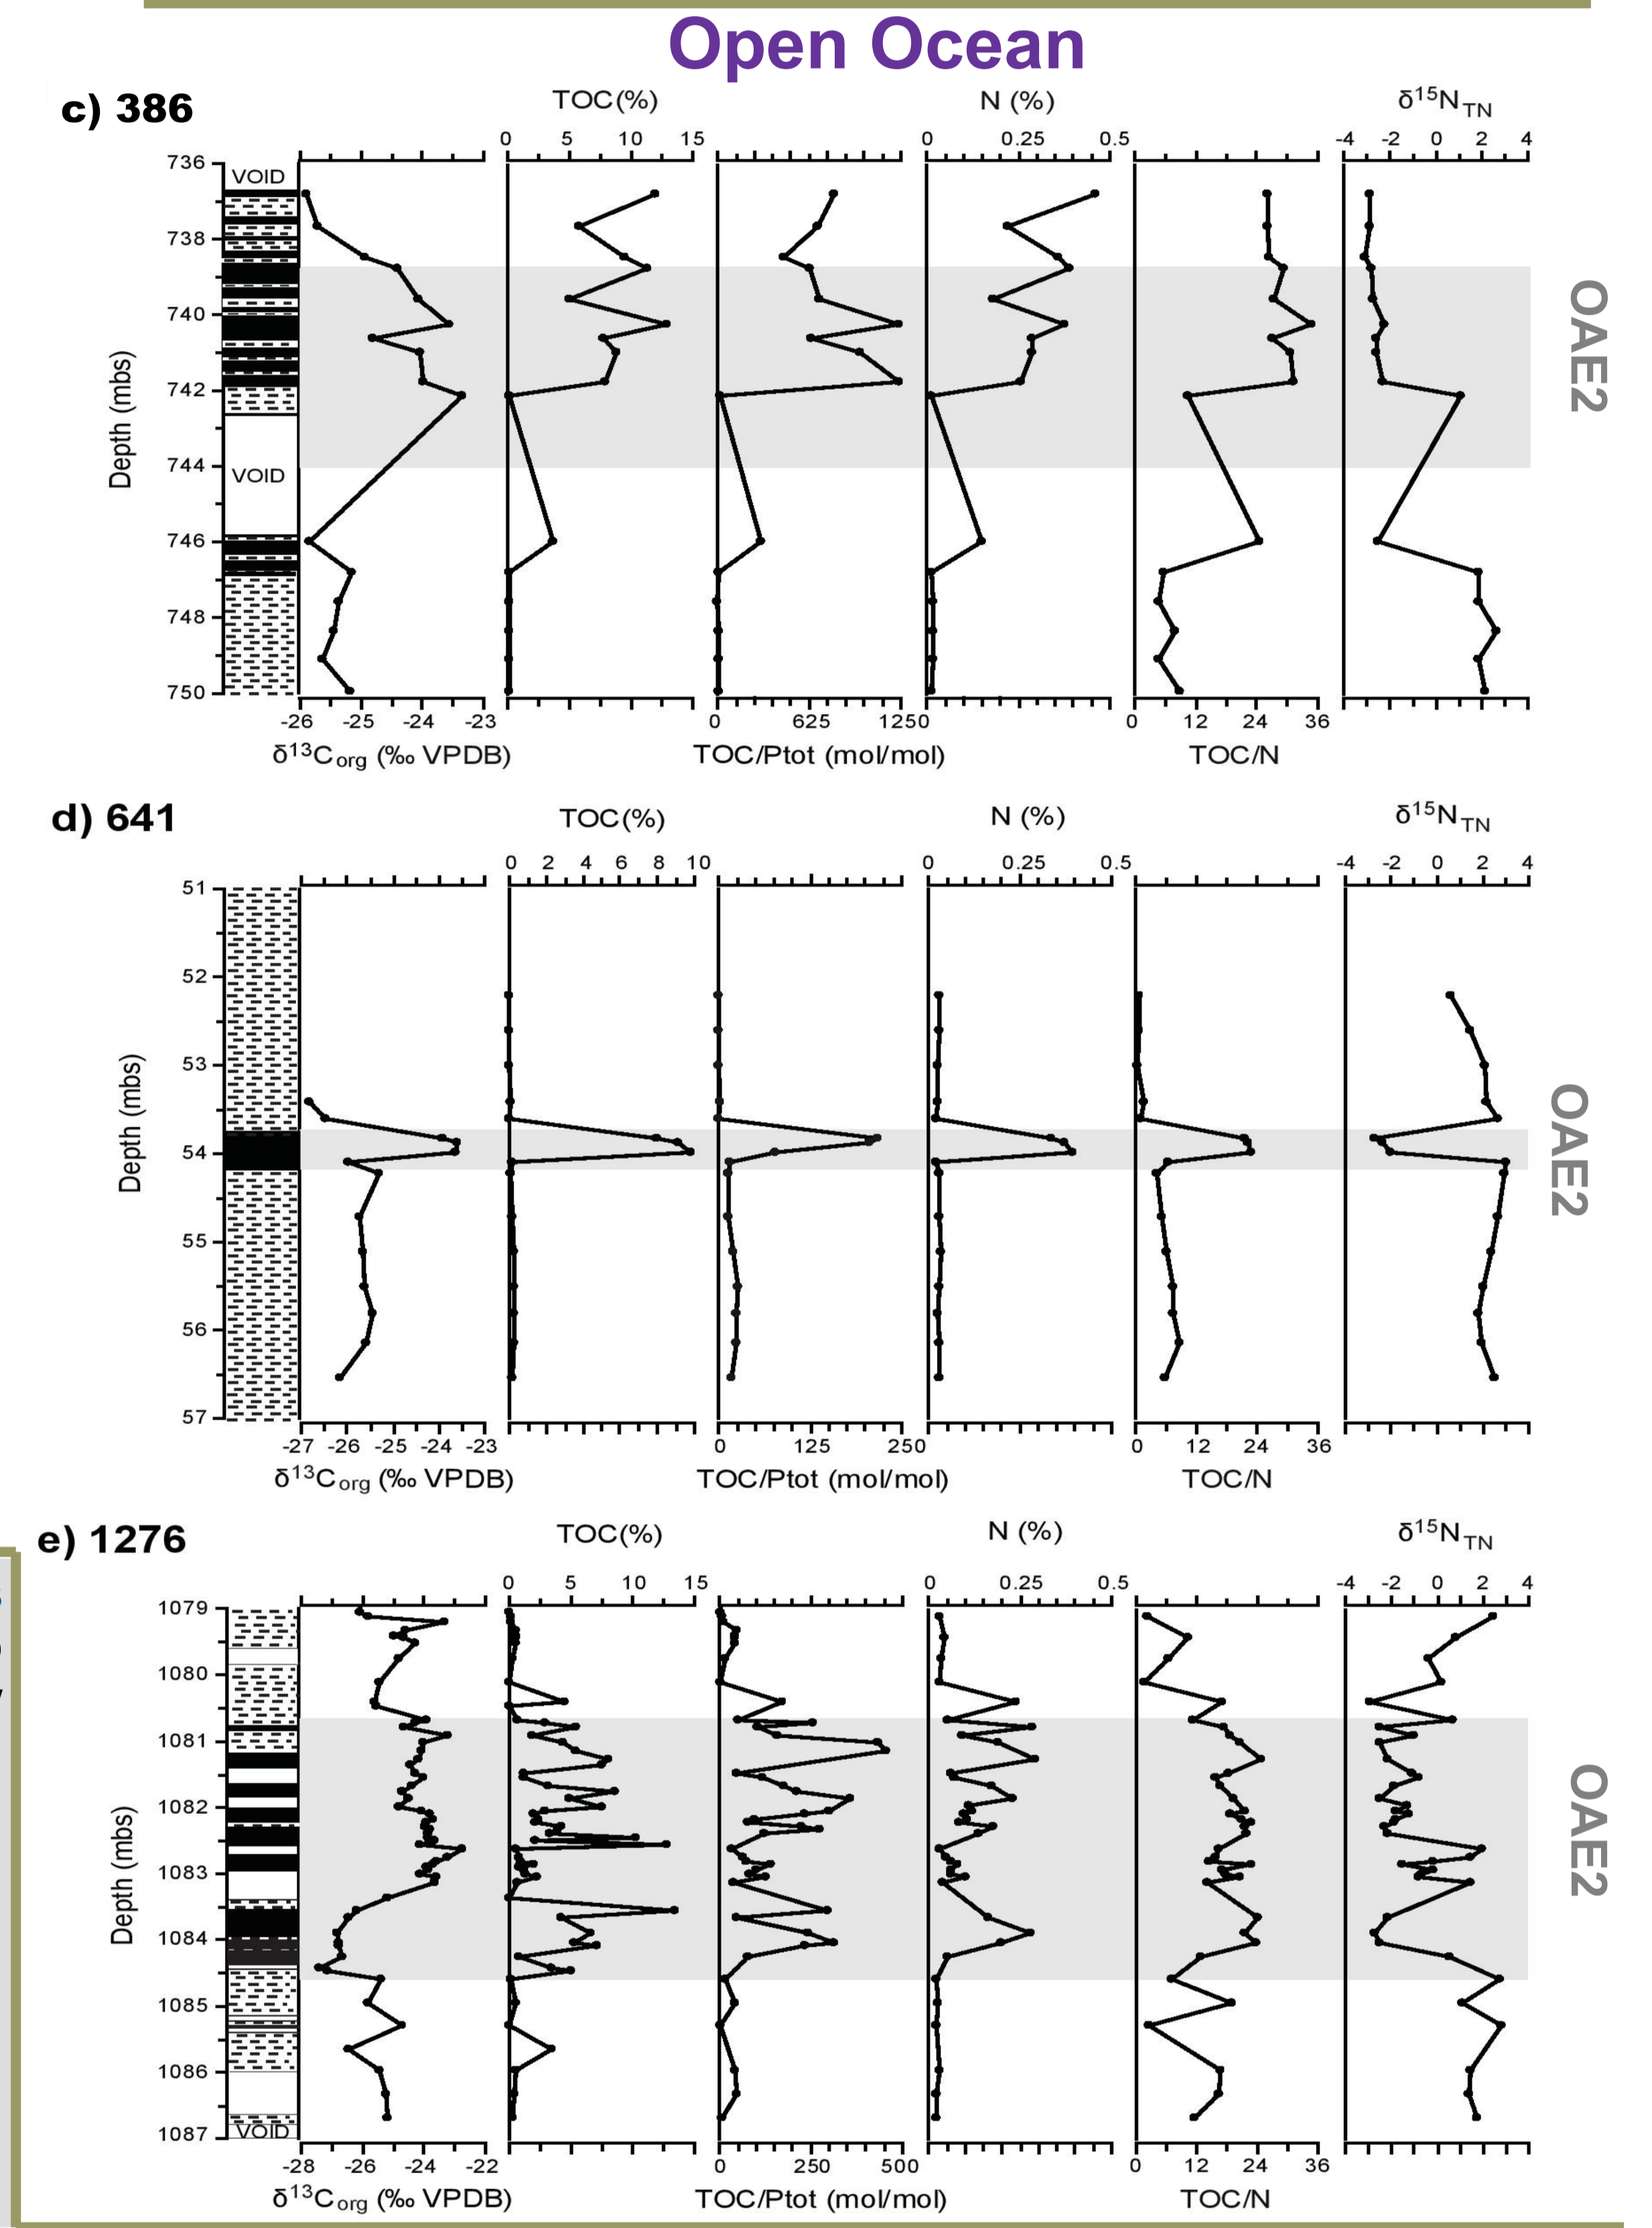 Open Ocean
c) 386
TOC(%)
N (%)
δ15NTN
0 5 10 15
0 0.25 0.5
-4 -2 0 2 4
736
738
740
742
744
746
748
750
Depth (mbs)
VOID
VOID
OAE2
-26 -25 -24 -23
0 625 1250
0 12 24 36
δ13Corg (‰ VPDB)
TOC/Ptot (mol/mol)
TOC/N
d) 641
TOC(%)
N (%)
δ15NTN
0 2 4 6 8 10
0 0.25 0.5
-4 -2 0 2 4
51
52
53
54
55
56
57
Depth (mbs)
OAE2
-27 -26 -25 -24 -23
0 125 250
0 12 24 36
δ13Corg (‰ VPDB)
TOC/Ptot (mol/mol)
TOC/N
e) 1276
TOC(%)
N (%)
δ15NTN
0 5 10 15
0 0.25 0.5
-4 -2 0 2 4
1079
1080
1081
1082
1083
1084
1085
1086
1087
Depth (mbs)
VOID
OAE2
-28 -26 -24 -22
0 250 500
0 12 24 36
δ13Corg (‰ VPDB)
TOC/Ptot (mol/mol)
TOC/N